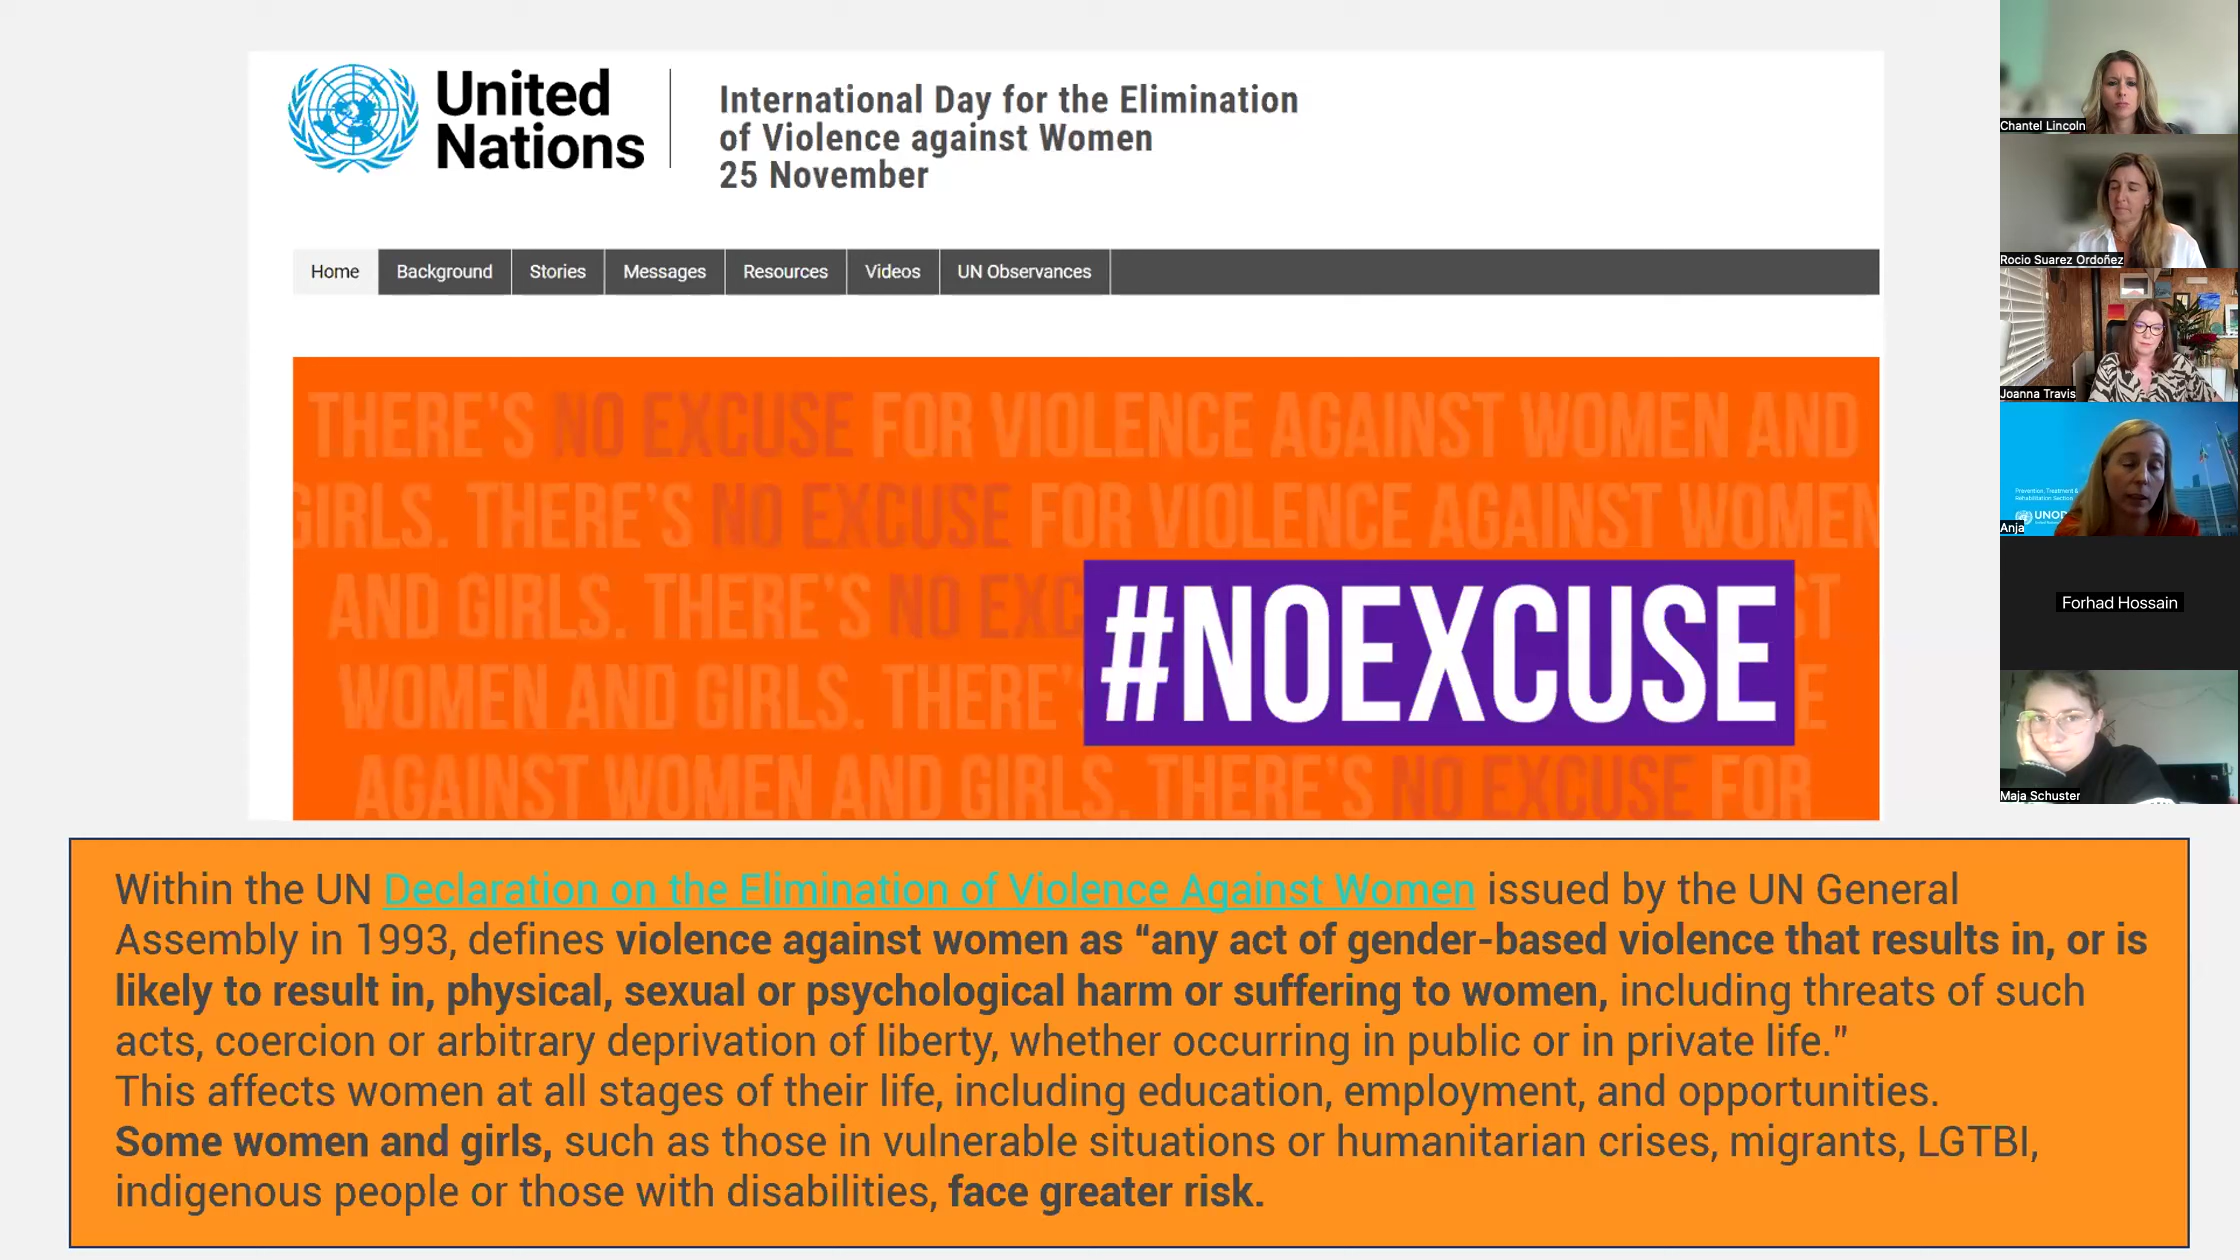 United
Nations
International Day for the Elimination
of Violence against Women
25 November
Home Background Stories Messages Resources Videos UN Observances
THERE'S NO EXCUSE FOR VIOLENCE AGAINST WOMEN AND
GIRLS. THERE'S NO EXCUSE FOR VIOLENCE AGAINST WOMEN
AND GIRLS. THERE'S NO EXC ST
WOMEN AND GIRLS. THERE'S E
AGAINST WOMEN AND GIRLS. THERE'S NO EXCUSE FOR
#NOEXCUSE
Within the UN Declaration on the Elimination of Violence Against Women issued by the UN General
Assembly in 1993, defines violence against women as “any act of gender-based violence that results in, or is
likely to result in, physical, sexual or psychological harm or suffering to women, including threats of such
acts, coercion or arbitrary deprivation of liberty, whether occurring in public or in private life.”
This affects women at all stages of their life, including education, employment, and opportunities.
Some women and girls, such as those in vulnerable situations or humanitarian crises, migrants, LGTBI,
indigenous people or those with disabilities, face greater risk.
Chantel Lincoln
Rocio Suarez Ordoñez
Joanna Travis
Prevention, Treatment &
Rehabilitation Section
UNOD
Anja
Forhad Hossain
Maja Schuster